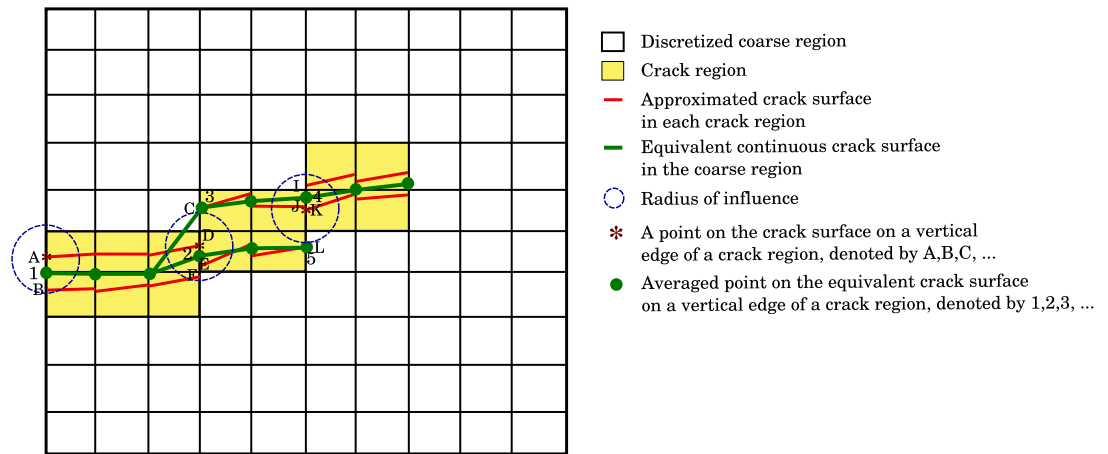 Discretized coarse region
Crack region
Approximated crack surface
in each crack region
Equivalent continuous crack surface
in the coarse region
Radius of influence
A point on the crack surface on a vertical
edge of a crack region, denoted by A,B,C, ...
Averaged point on the equivalent crack surface
on a vertical edge of a crack region, denoted by 1,2,3, ...
I
3
4
C
J
K
D
A
2
L
E
5
1
F
B